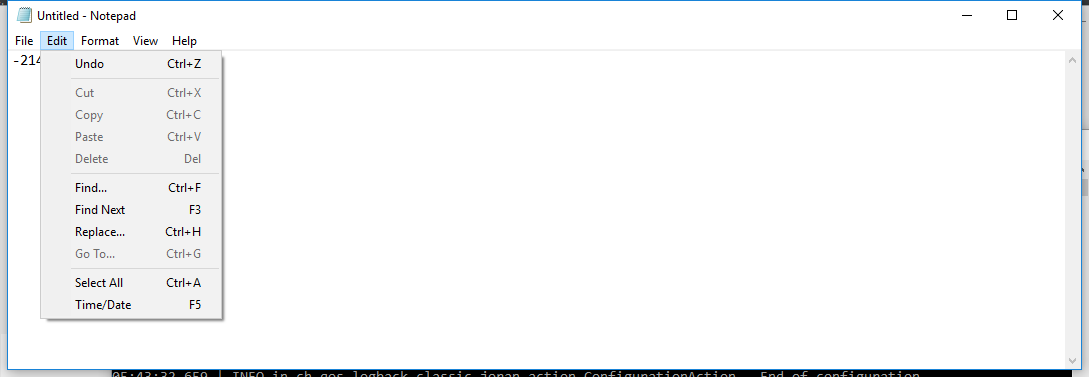 Untitled - Notepad
File Edit Format View Help
-214
Undo Ctrl+Z
Cut Ctrl+X
Copy Ctrl+C
Paste Ctrl+V
Delete Del
Find... Ctrl+F
Find Next F3
Replace... Ctrl+H
Go To... Ctrl+G
Select All Ctrl+A
Time/Date F5
05:43:32,659 | INFO in ch.qos.logback.classic.joran.action.ConfigurationAction - End of configuration